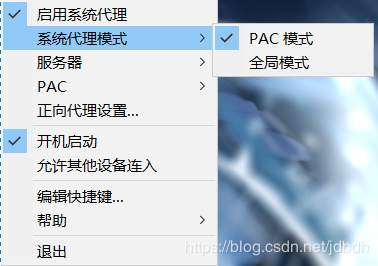 启用系统代理
系统代理模式
PAC 模式
服务器
全局模式
PAC
正向代理设置...
开机启动
允许其他设备连入
编辑快捷键...
帮助
退出
https://blog.csdn.net/jdbdh